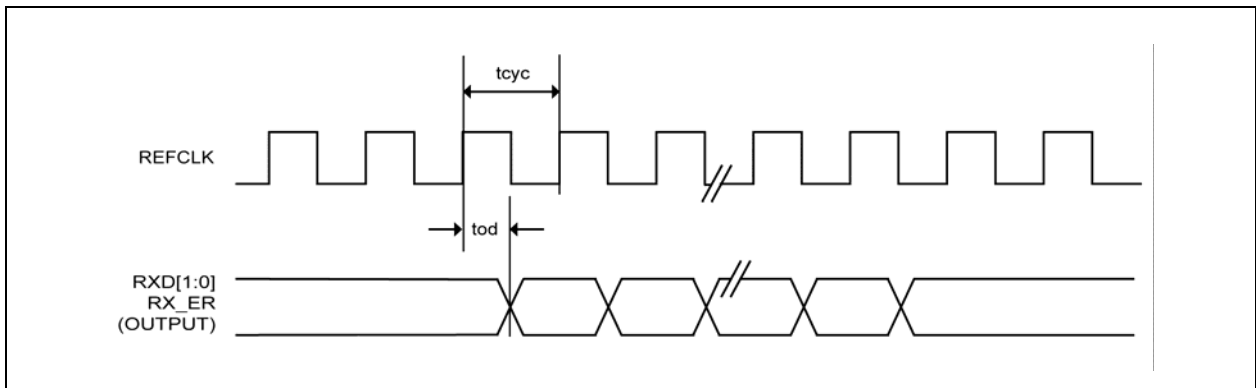 tcyc
REFCLK
tod
RXD[1:0]
RX_ER
(OUTPUT)